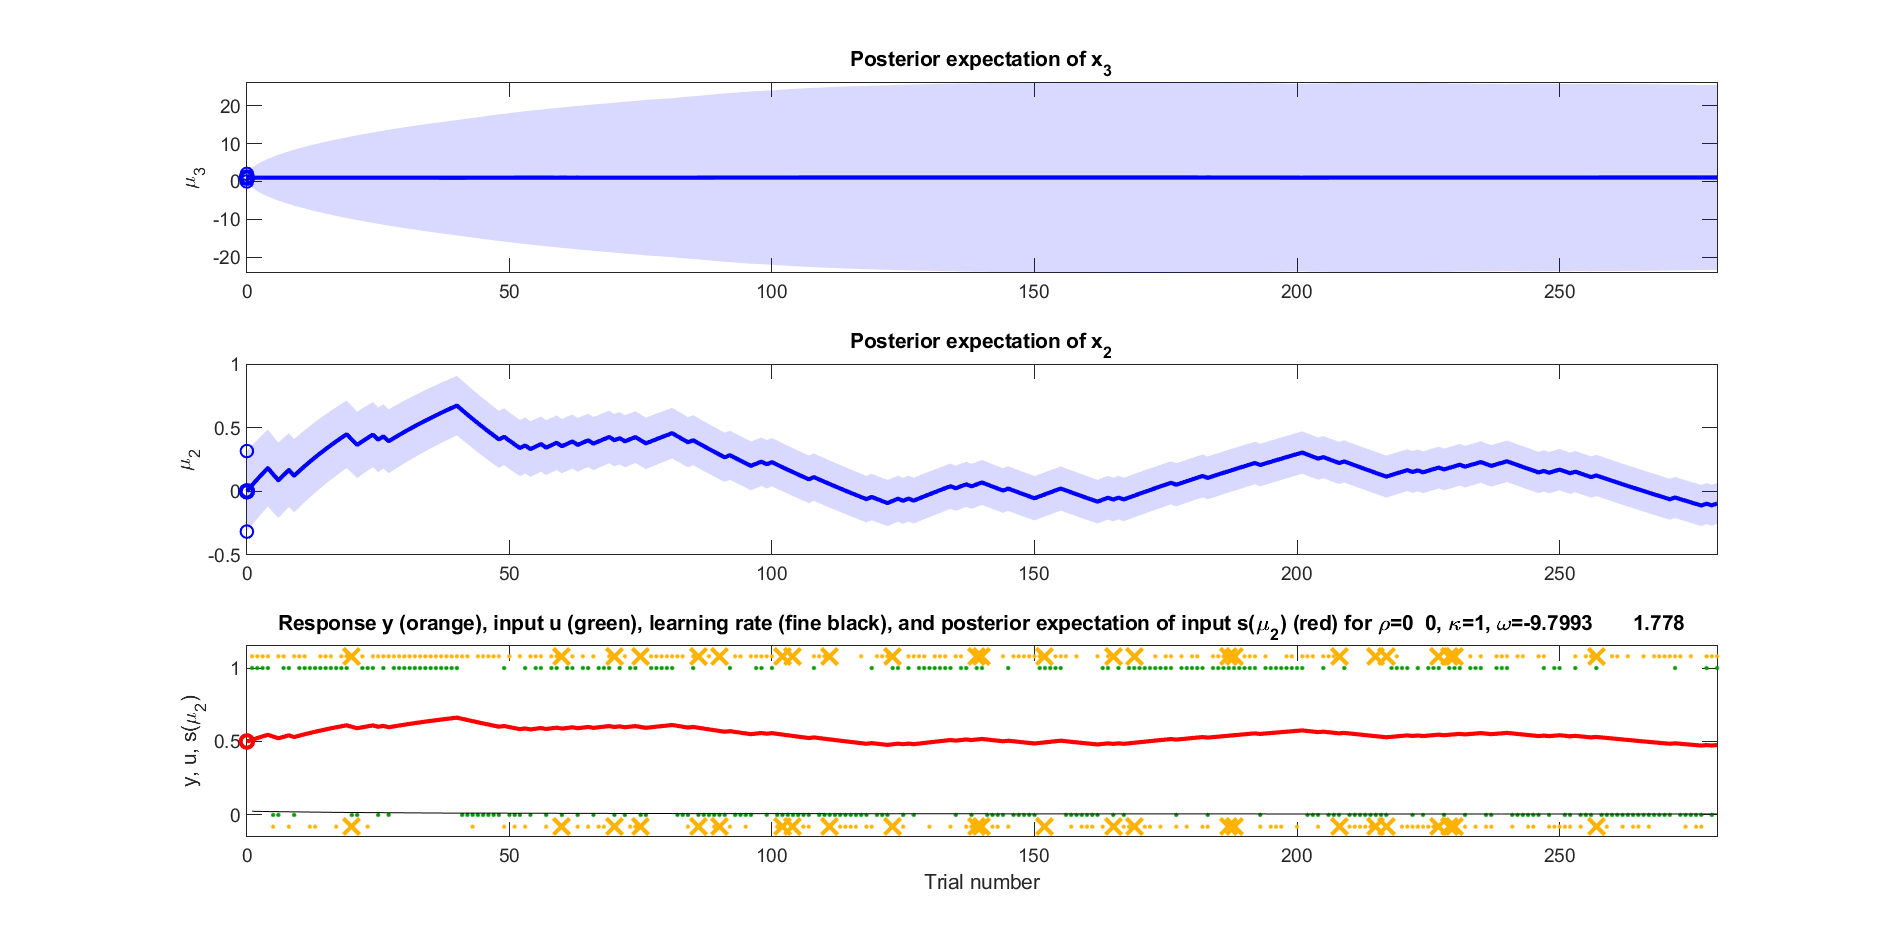 Posterior expectation of x₃
μ₃
20
10
0
-10
-20
0 50 100 150 200 250
Posterior expectation of x₂
μ₂
1
0.5
0
-0.5
0 50 100 150 200 250
Response y (orange), input u (green), learning rate (fine black), and posterior expectation of input s(μ₂) (red) for ρ=0 0, κ=1, ω=-9.7993 1.778
y, u, s(μ₂)
1
0.5
0
0 50 100 150 200 250
Trial number